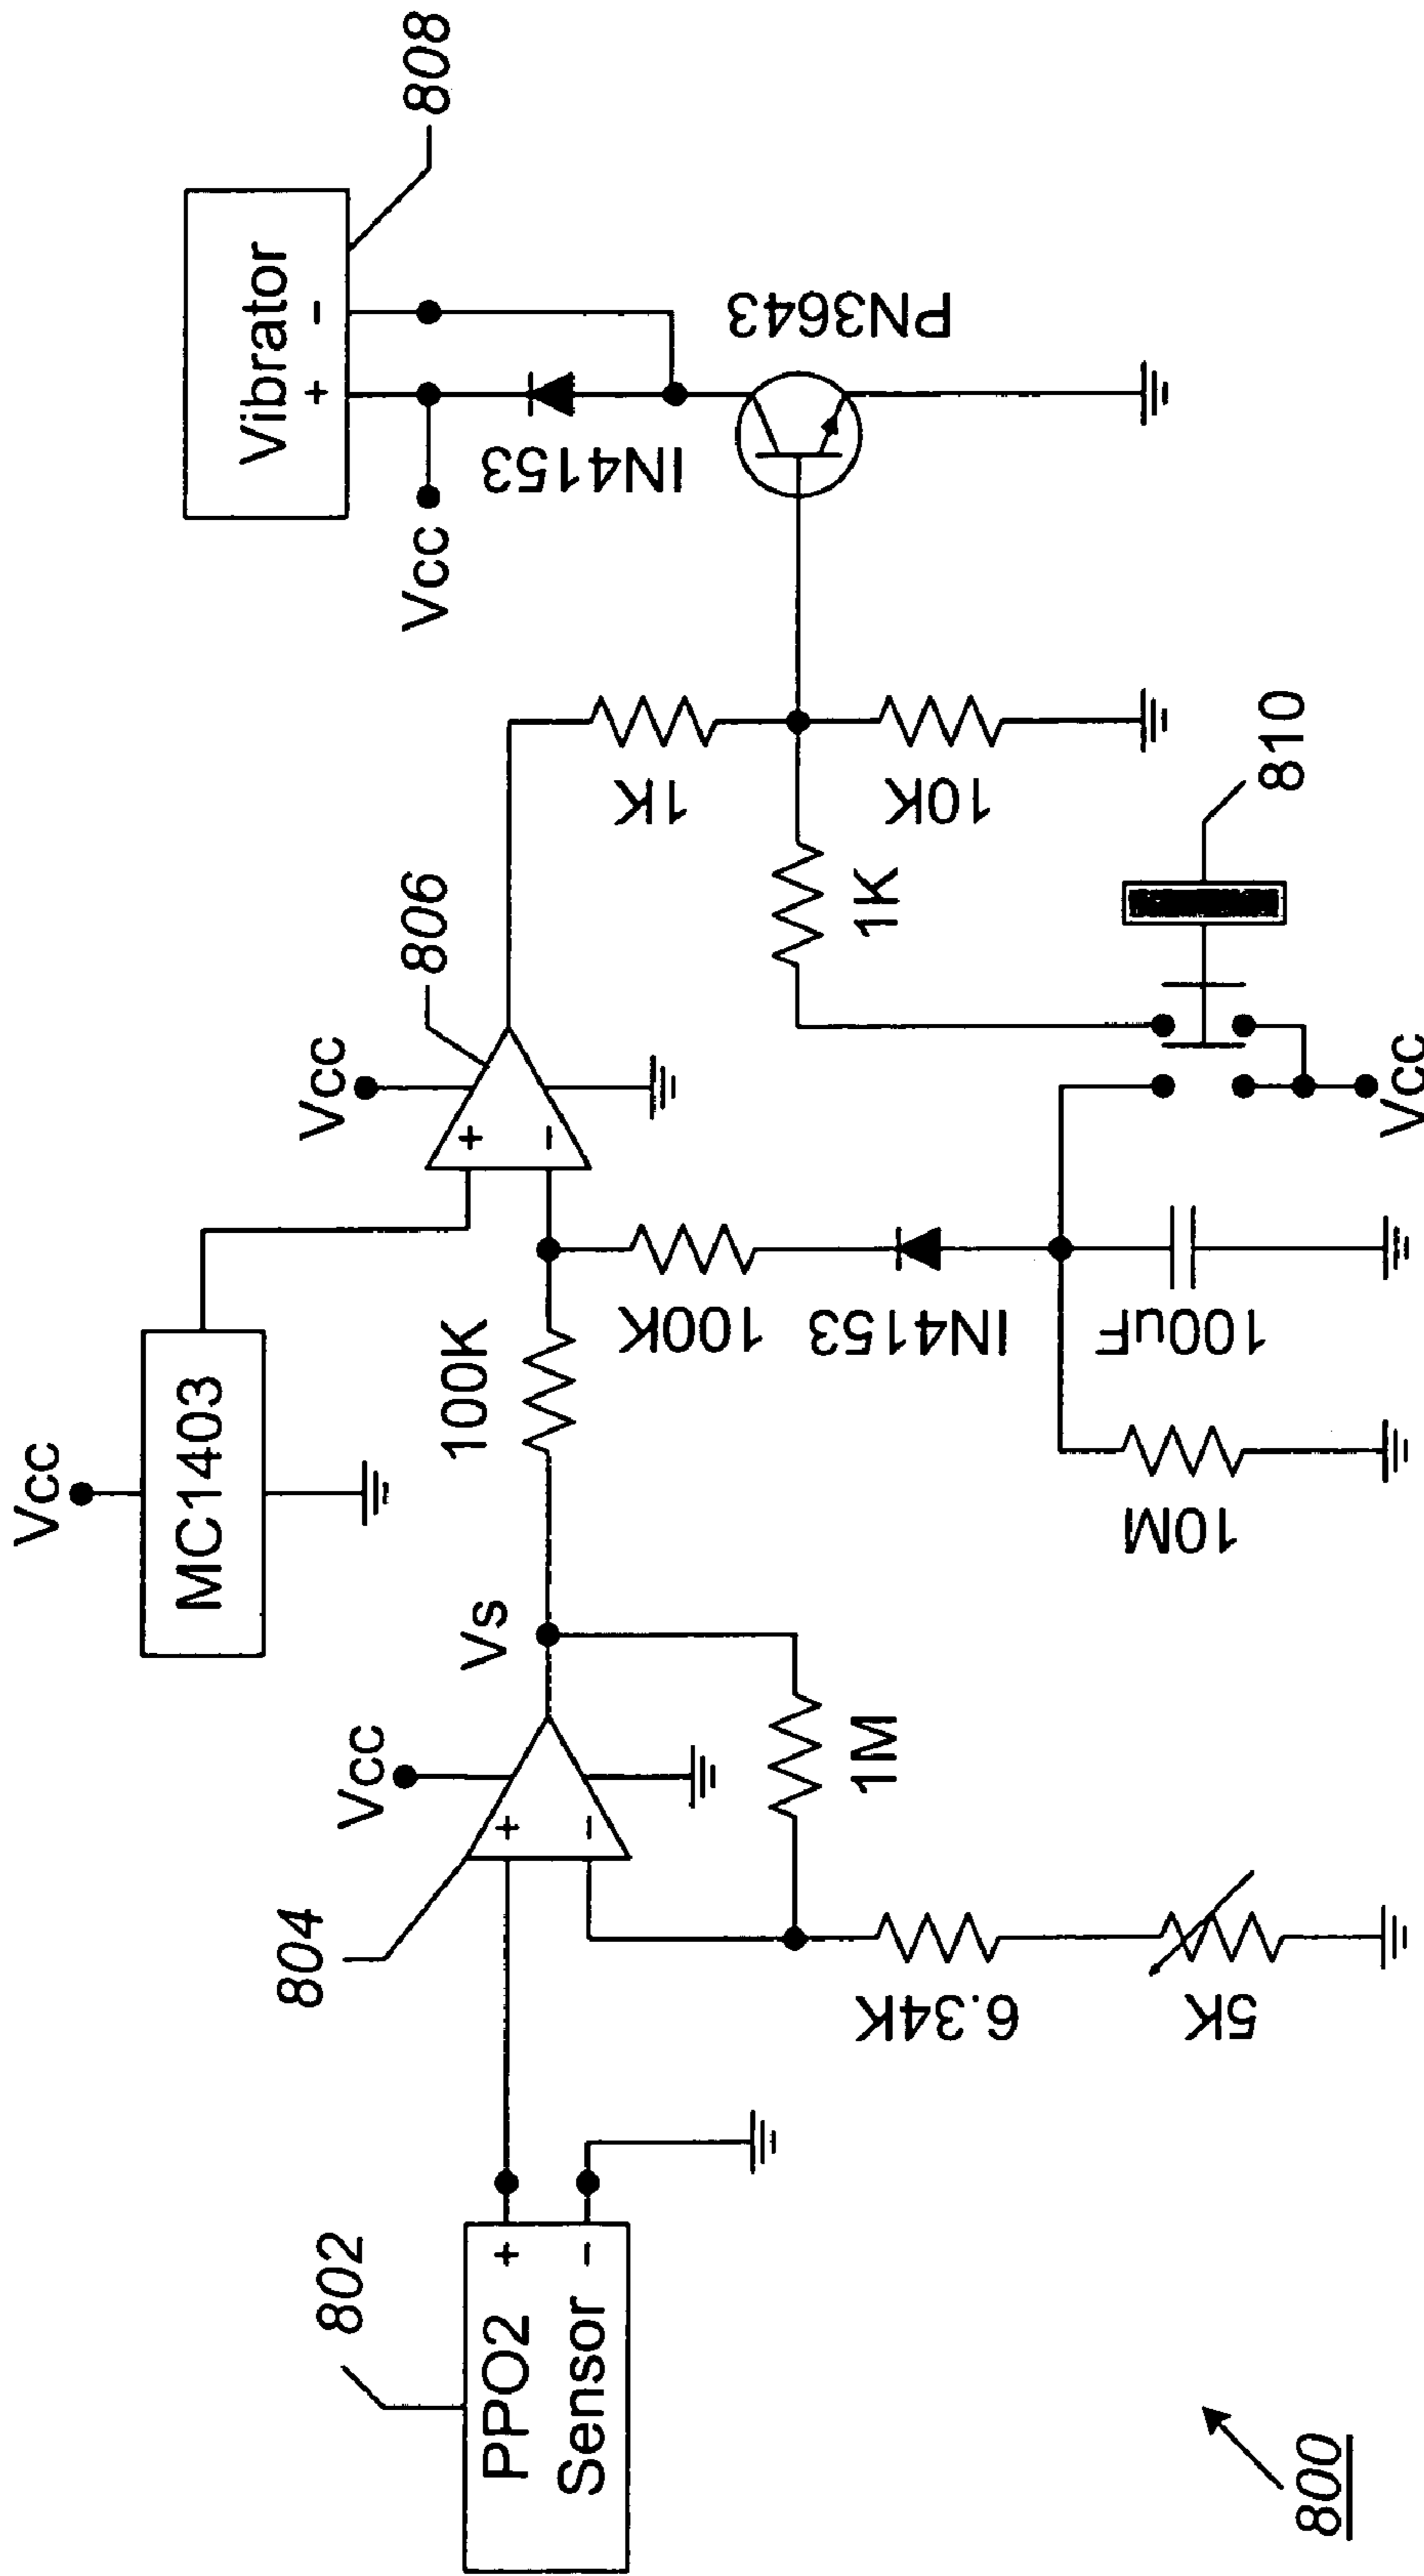 Vcc
MC1403
Vibrator
+ -
808
Vcc
IN4153
PN3643
Vcc
806
+
-
1K
10K
1K
810
Vcc
100K
100K
IN4153
100uF
10M
Vs
Vcc
804
+
-
1M
6.34K
5K
802
PPO2 +
Sensor -
800